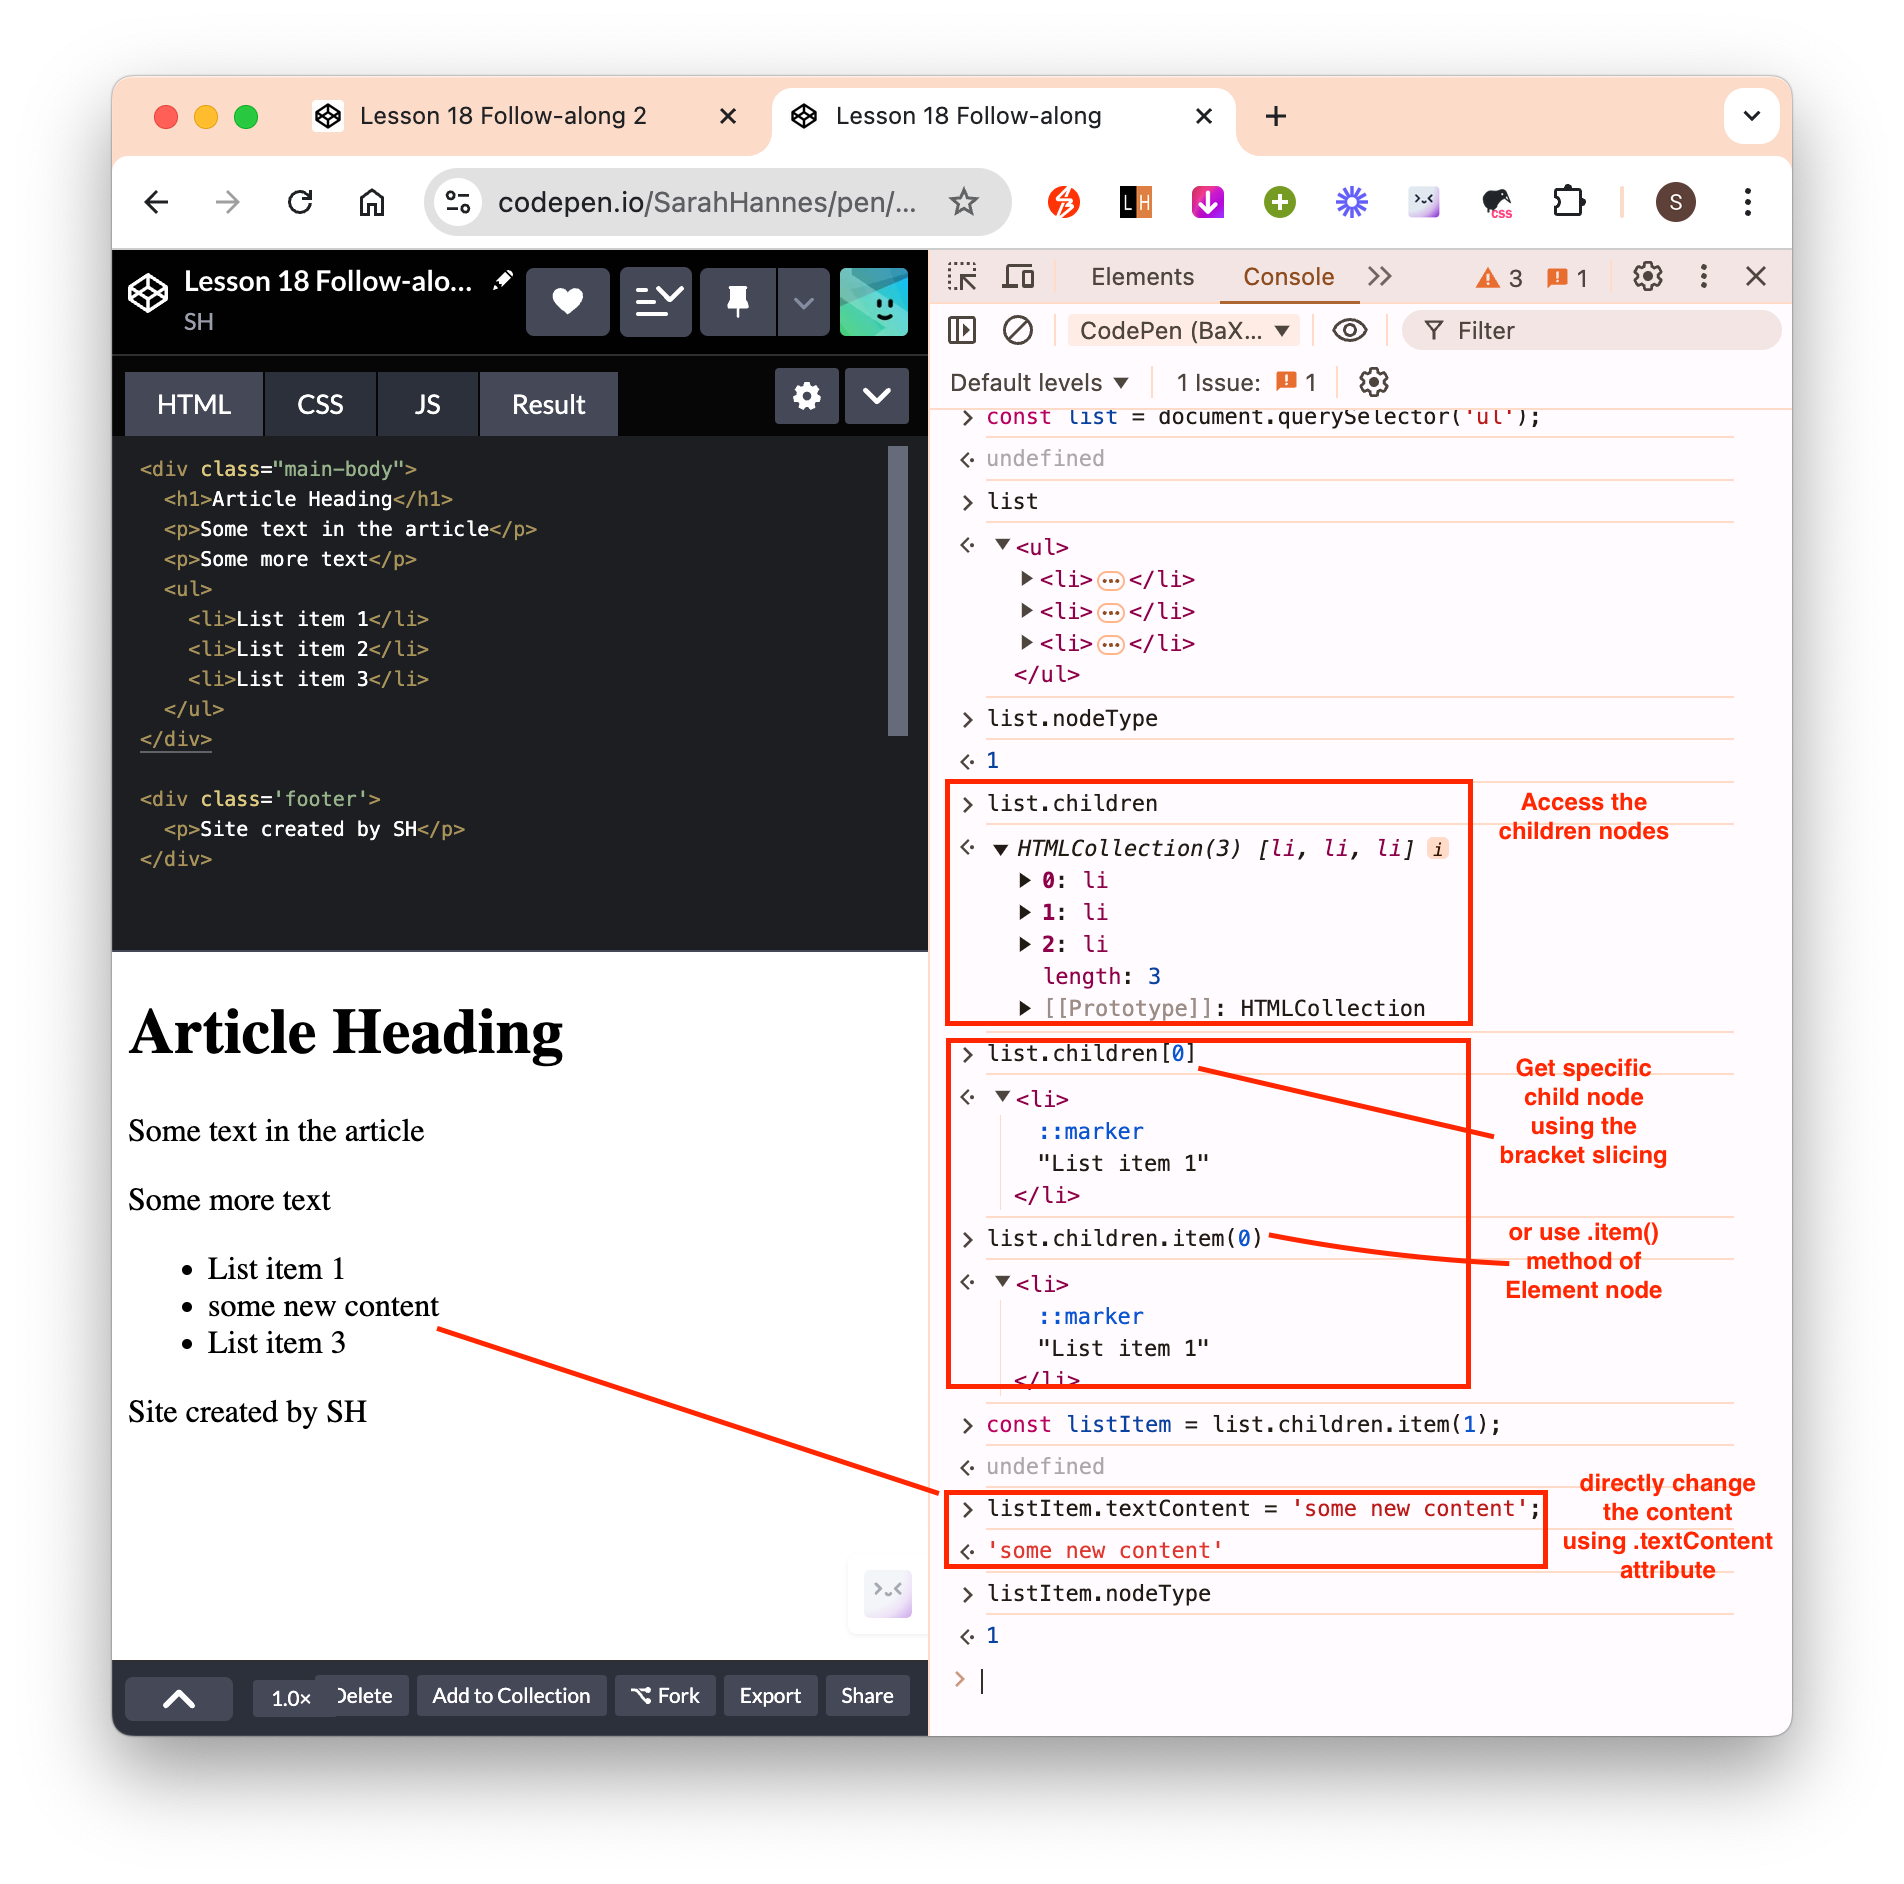 Lesson 18 Follow-along 2
Lesson 18 Follow-along
codepen.io/SarahHannes/pen/...
L H
css
S
Lesson 18 Follow-alo...
SH
HTML
CSS
JS
Result
<div class="main-body">
<h1>Article Heading</h1>
<p>Some text in the article</p>
<p>Some more text</p>
<ul>
<li>List item 1</li>
<li>List item 2</li>
<li>List item 3</li>
</ul>
</div>
<div class='footer'>
<p>Site created by SH</p>
</div>
Article Heading
Some text in the article
Some more text
• List item 1
• some new content
• List item 3
Site created by SH
1.0×
Delete
Add to Collection
Fork
Export
Share
Elements
Console
3
1
CodePen (BaX...
Filter
Default levels
1 Issue:
1
const list = document.querySelector('ul');
undefined
list
<ul>
<li>…</li>
<li>…</li>
<li>…</li>
</ul>
list.nodeType
1
list.children
HTMLCollection(3) [li, li, li] i
0: li
1: li
2: li
length: 3
[[Prototype]]: HTMLCollection
Access the
children nodes
list.children[0]
<li>
::marker
"List item 1"
</li>
Get specific
child node
using the
bracket slicing
list.children.item(0)
<li>
::marker
"List item 1"
</li>
or use .item()
method of
Element node
const listItem = list.children.item(1);
undefined
listItem.textContent = 'some new content';
'some new content'
directly change
the content
using .textContent
attribute
listItem.nodeType
1